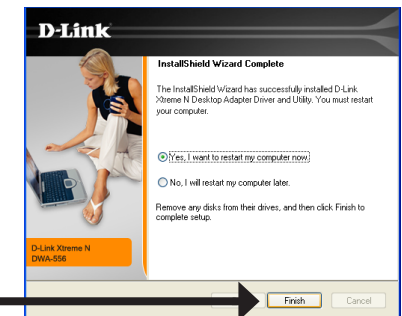 D-Link
InstallShield Wizard Complete
The InstallShield Wizard has successfully installed D-Link
Xtreme N Desktop Adapter Driver and Utility. You must restart
your computer.
Yes, I want to restart my computer now.
No, I will restart my computer later.
Remove any disks from their drives, and then click Finish to
complete setup.
D-Link Xtreme N
DWA-556
Finish
Cancel